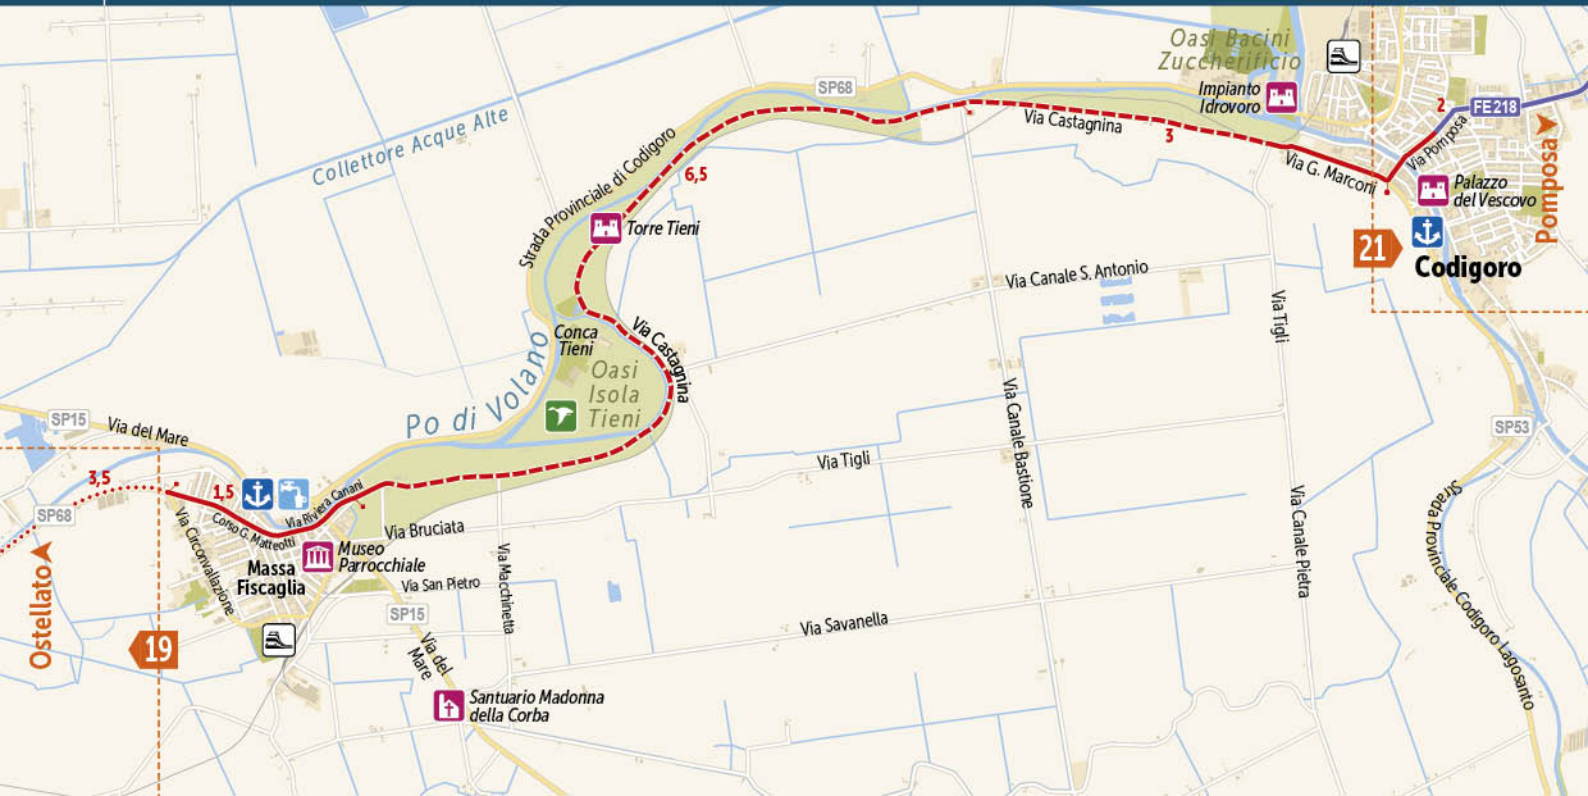 Oasi Bacini
Zuccherificio
Impianto
Idrovoro
SP68
Via Castagnina
3
2
FE218
Via Pomposa
Via G. Marconi
Palazzo
del Vescovo
Pomposa
21
Codigoro
Collettore Acque Alte
Strada Provinciale di Codigoro
6,5
Torre Tieni
Via Canale S. Antonio
Via Tigli
Conca
Tieni
Via Castagnina
Oasi
Isola
Tieni
Po di Volano
SP15
Via del Mare
Via Canale Bastione
SP53
Via Tigli
3,5
1,5
SP68
Via Riviera Canani
Corso G. Matteotti
Via Circonvallazione
Via Bruciata
Museo
Parrocchiale
Massa
Fiscaglia
Via San Pietro
Via Macchinetta
Via Canale Pietra
Strada Provinciale Codigoro Lagosanto
Ostellato
19
SP15
Via del
Mare
Via Savanella
Santuario Madonna
della Corba